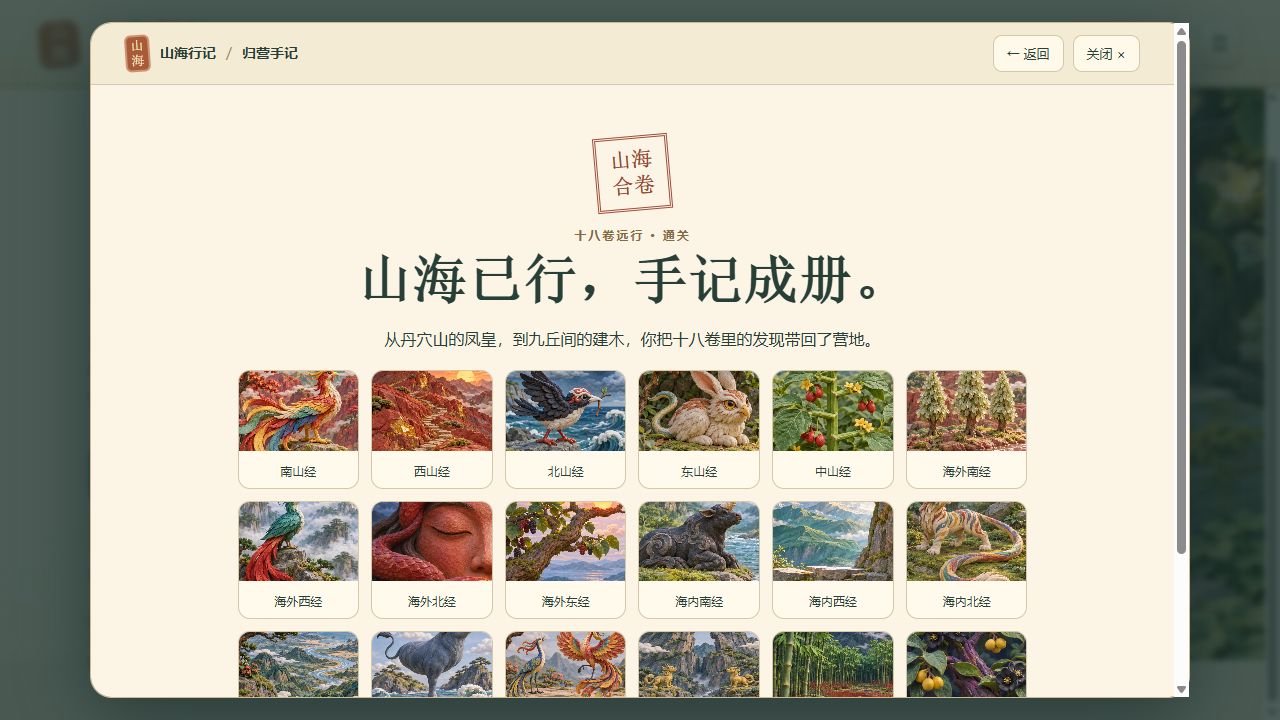 山海
山海行记 / 归营手记
← 返回
关闭 ×
山海
合卷
十八卷远行 · 通关
山海已行，手记成册。
从丹穴山的凤皇，到九丘间的建木，你把十八卷里的发现带回了营地。
南山经
西山经
北山经
东山经
中山经
海外南经
海外西经
海外北经
海外东经
海内南经
海内西经
海内北经